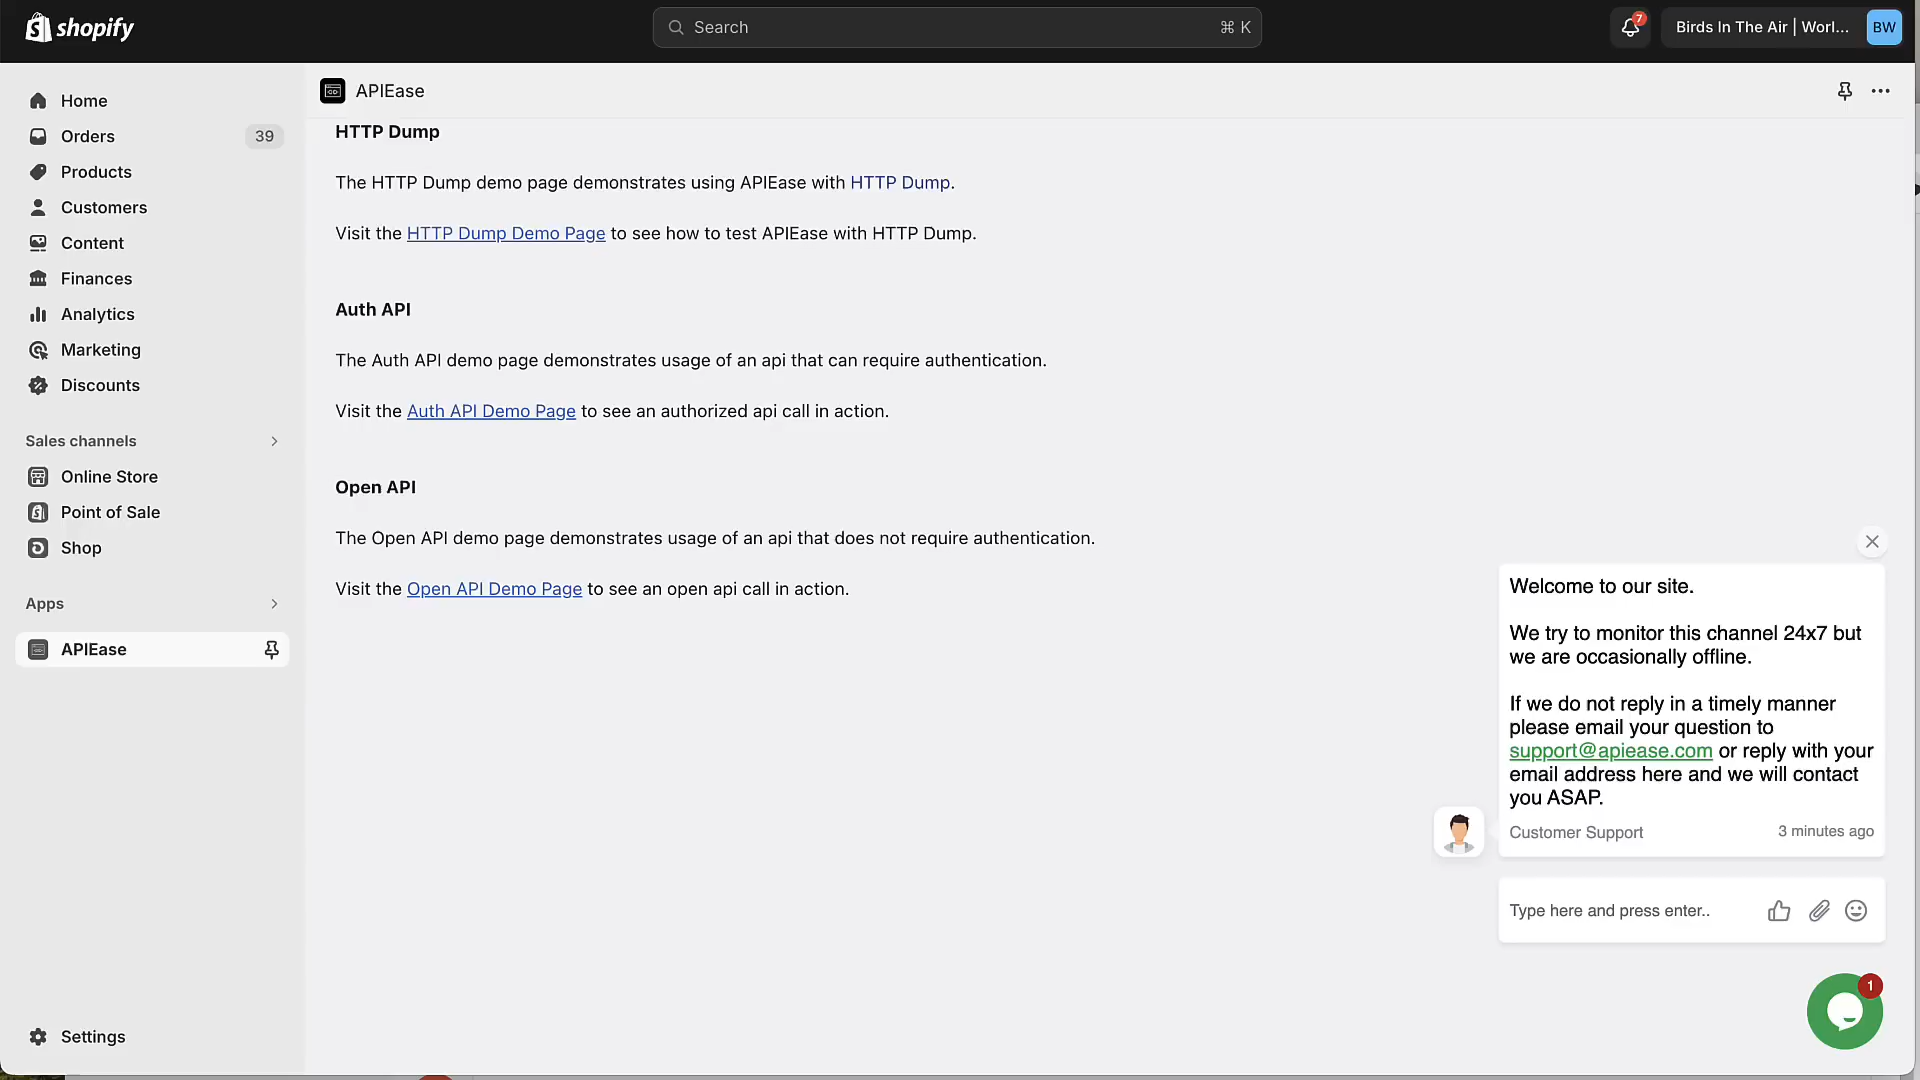 shopify
Search
⌘ K
7
Birds In The Air | Worl...
BW
Home
Orders
39
Products
Customers
Content
Finances
Analytics
Marketing
Discounts
Sales channels
Online Store
Point of Sale
Shop
Apps
APIEase
Settings
APIEase
HTTP Dump
The HTTP Dump demo page demonstrates using APIEase with HTTP Dump.
Visit the HTTP Dump Demo Page to see how to test APIEase with HTTP Dump.
Auth API
The Auth API demo page demonstrates usage of an api that can require authentication.
Visit the Auth API Demo Page to see an authorized api call in action.
Open API
The Open API demo page demonstrates usage of an api that does not require authentication.
Visit the Open API Demo Page to see an open api call in action.
Welcome to our site.
We try to monitor this channel 24x7 but
we are occasionally offline.
If we do not reply in a timely manner
please email your question to
support@apiease.com or reply with your
email address here and we will contact
you ASAP.
Customer Support
3 minutes ago
Type here and press enter..
1